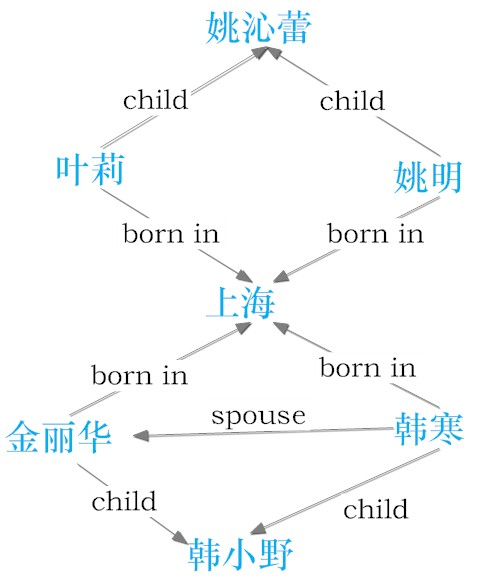 姚沁蕾
child
child
叶莉
姚明
born in
born in
上海
born in
born in
spouse
金丽华
韩寒
child
child
韩小野